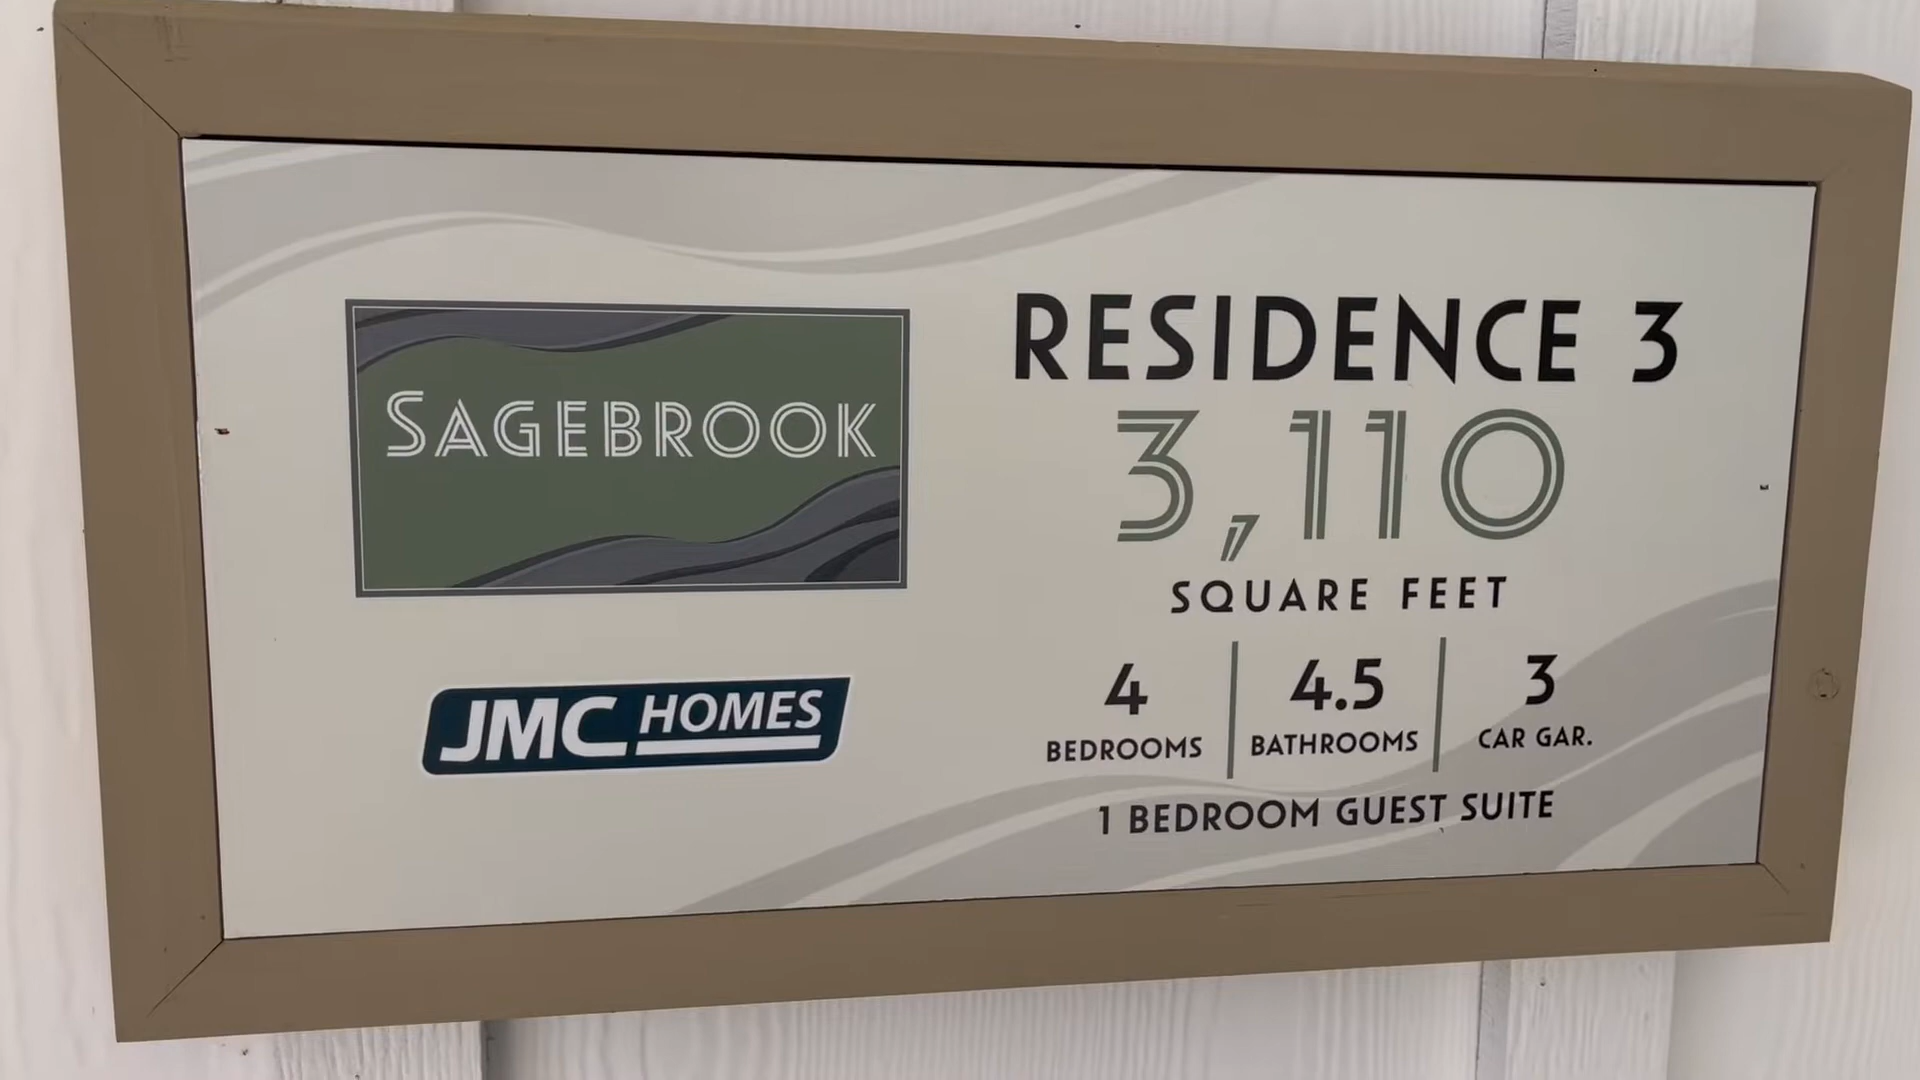 SAGEBROOK
JMC HOMES
RESIDENCE 3
3,110
SQUARE FEET
4 BEDROOMS
4.5 BATHROOMS
3 CAR GAR.
1 BEDROOM GUEST SUITE